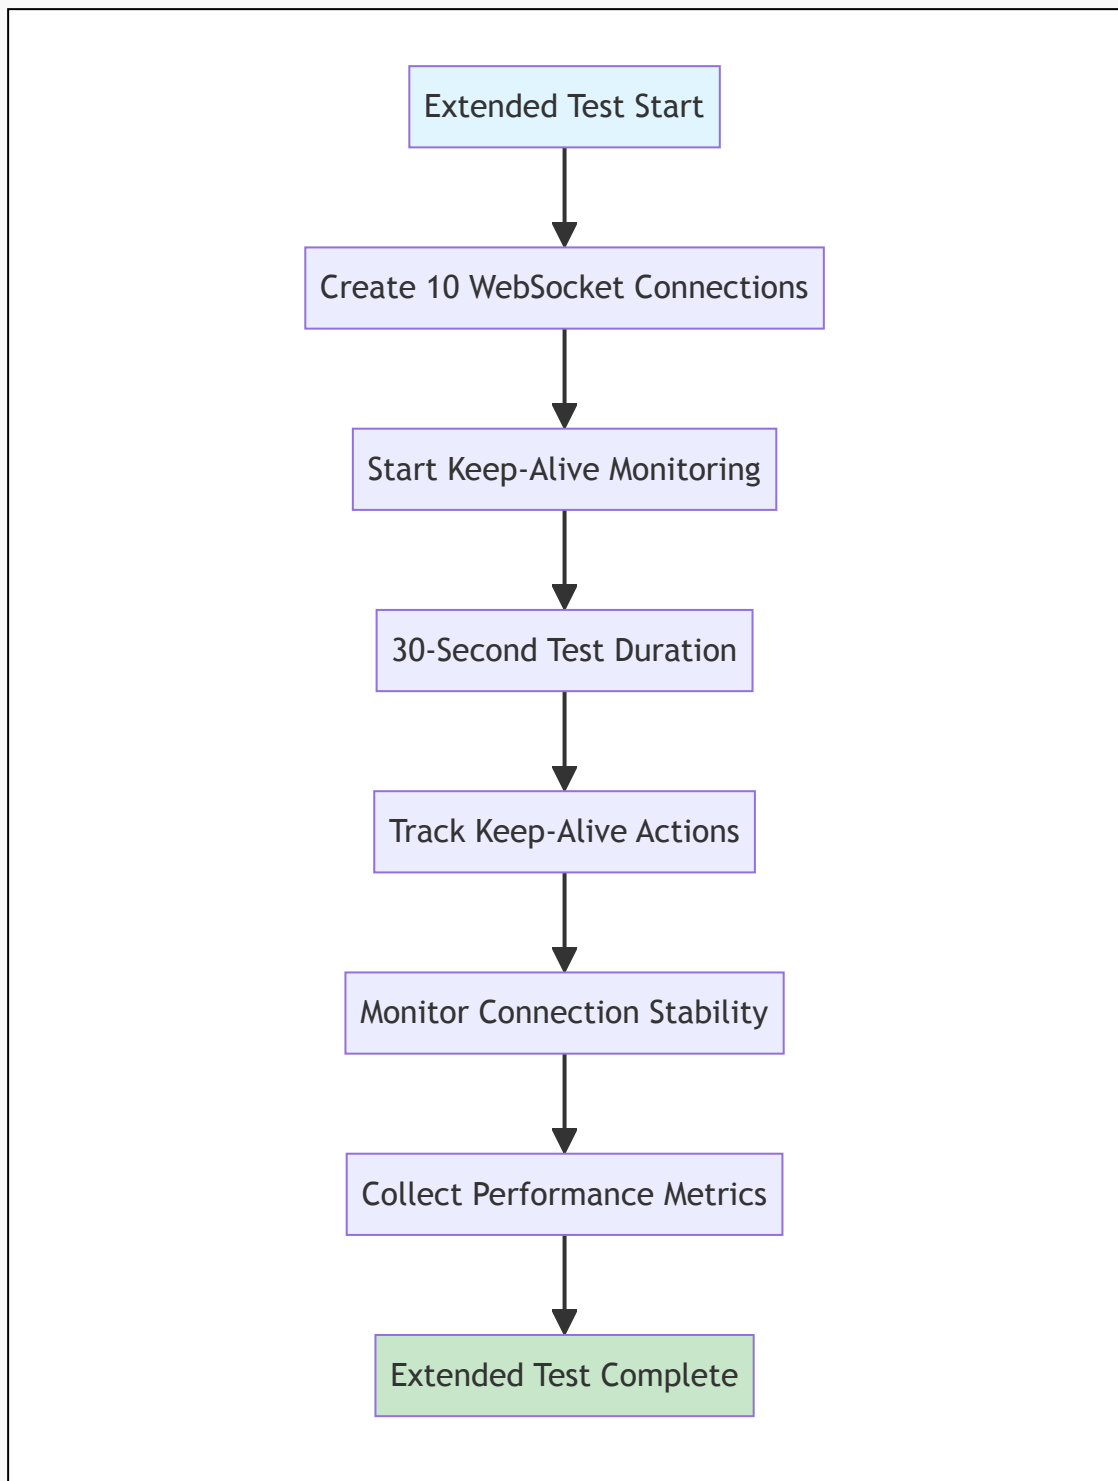 Extended Test Start
Create 10 WebSocket Connections
Start Keep-Alive Monitoring
30-Second Test Duration
Track Keep-Alive Actions
Monitor Connection Stability
Collect Performance Metrics
Extended Test Complete